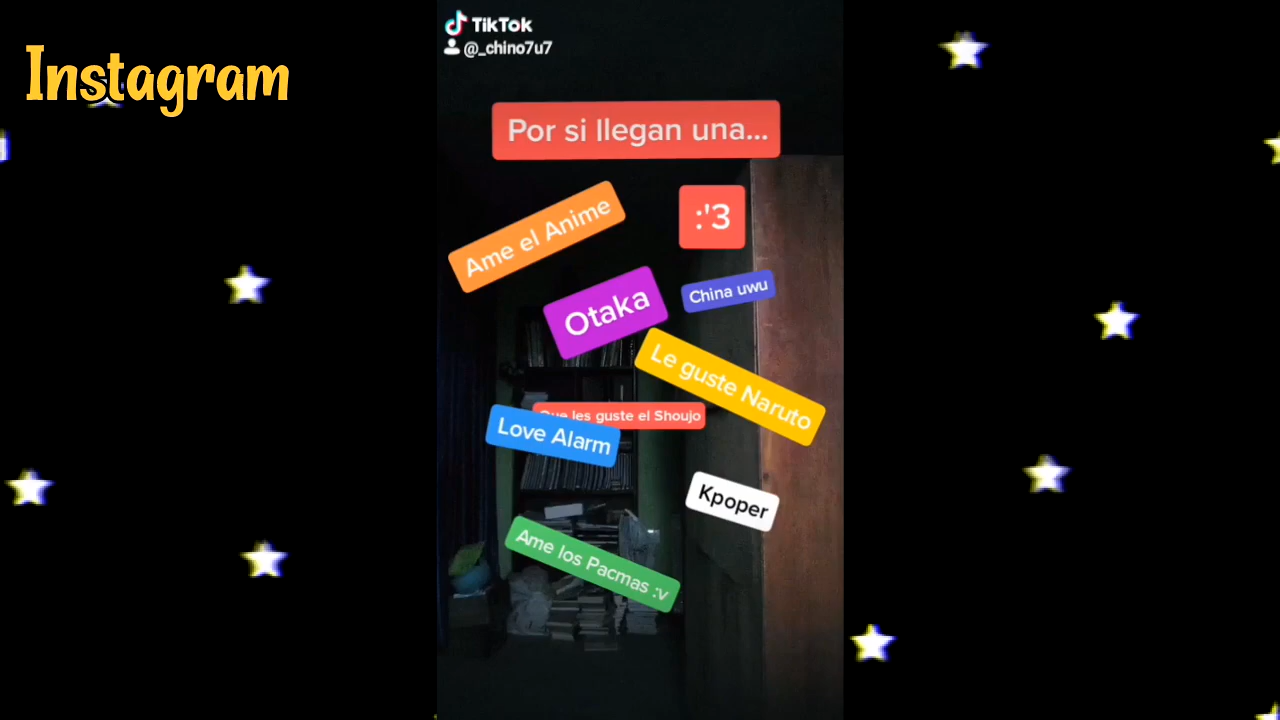 Instagram
TikTok
@_chino7u7
Por si llegan una...
Ame el Anime
:'3
Otaka
China uwu
Le guste Naruto
Que les guste el Shoujo
Love Alarm
Kpoper
Ame los Pacmas :v